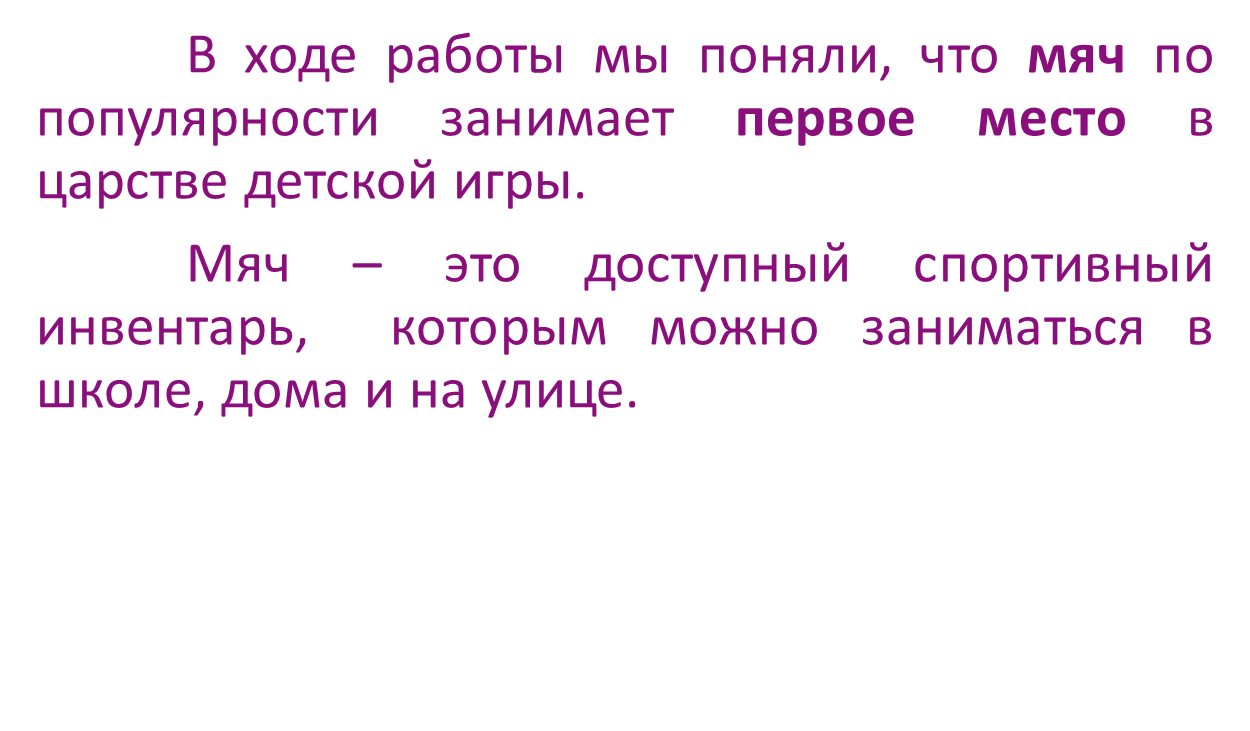 В ходе работы мы поняли, что мяч по
популярности занимает первое место в
царстве детской игры.
Мяч – это доступный спортивный
инвентарь, которым можно заниматься в
школе, дома и на улице.